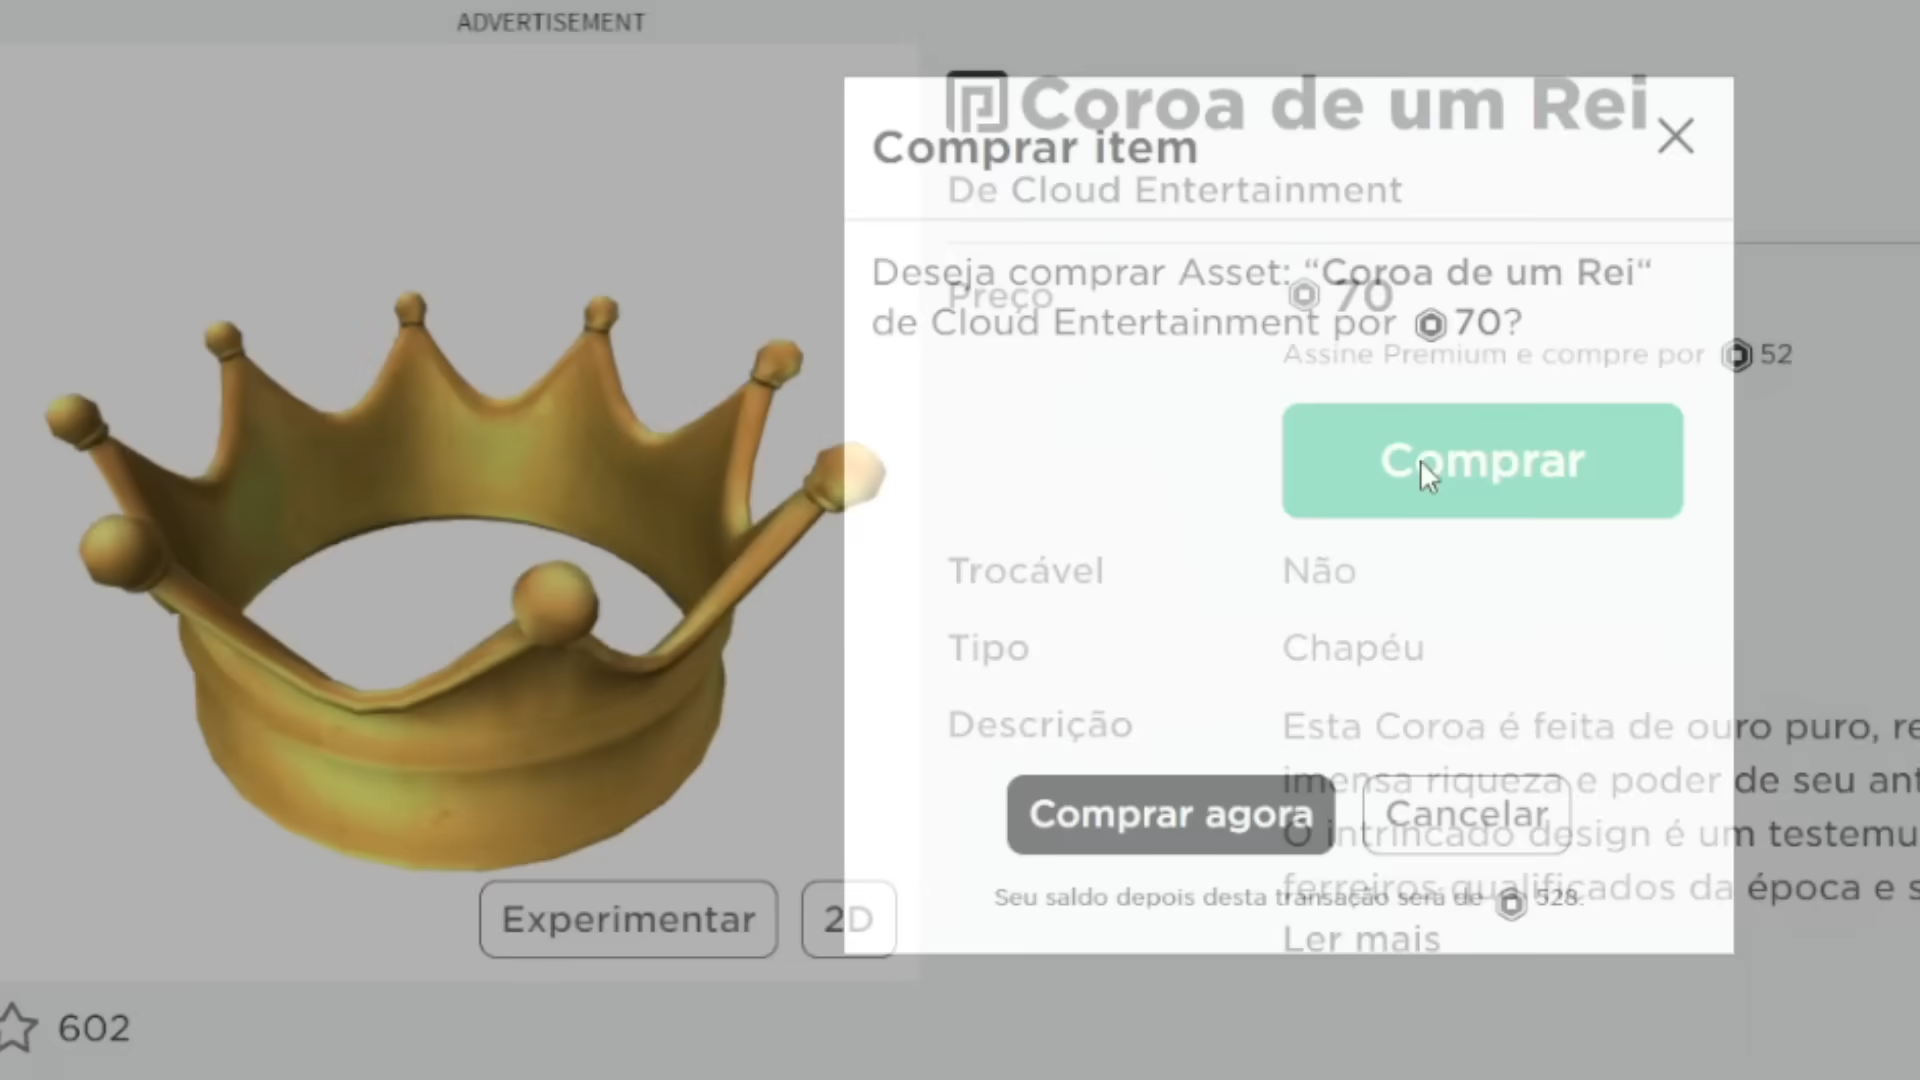 ADVERTISEMENT
Coroa de um Rei
Comprar item
De Cloud Entertainment
Deseja comprar Asset: “Coroa de um Rei“
Preço 70
de Cloud Entertainment por 70?
Assine Premium e compre por 52
Comprar
Trocável Não
Tipo Chapéu
Descrição Esta Coroa é feita de ouro puro, re
imensa riqueza e poder de seu ant
Comprar agora Cancelar
O intrincado design é um testemu
ferreiros qualificados da época e s
Seu saldo depois desta transação será de 528.
Experimentar 2D
Ler mais
602